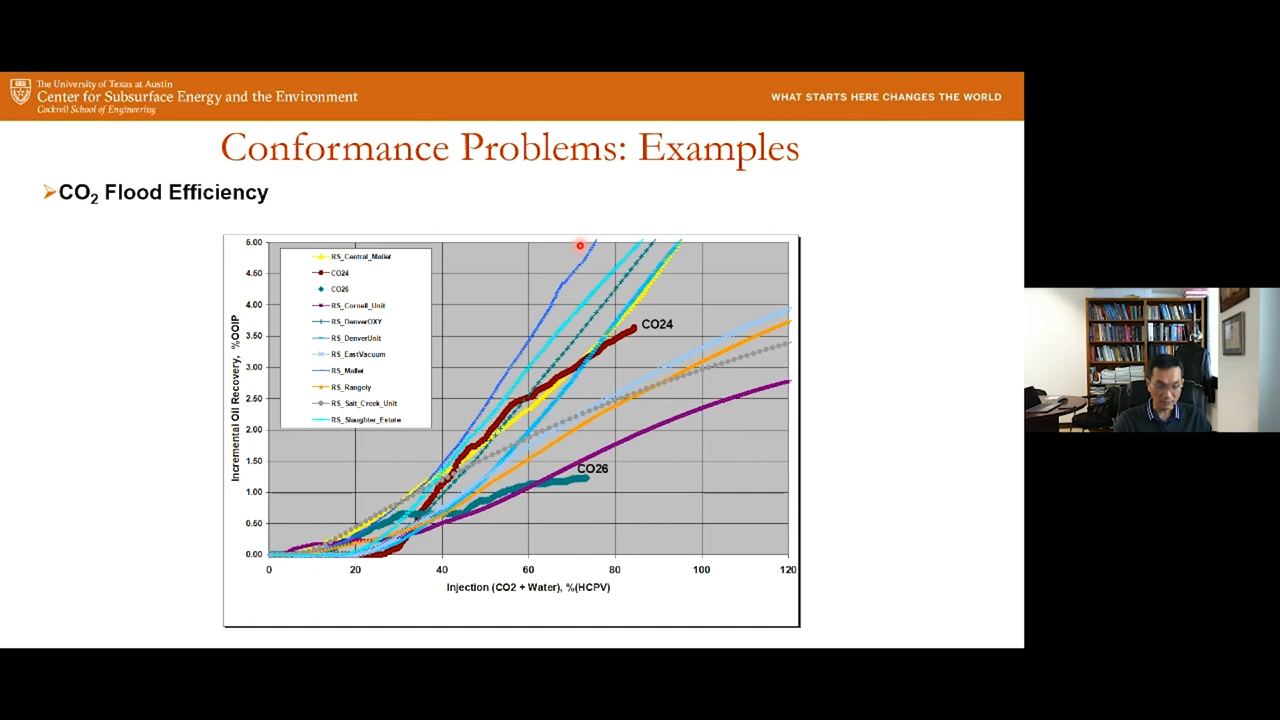 The University of Texas at Austin
Center for Subsurface Energy and the Environment
Cockrell School of Engineering
WHAT STARTS HERE CHANGES THE WORLD
Conformance Problems: Examples
➢CO2 Flood Efficiency
5.00
4.50
4.00
3.50
3.00
2.50
2.00
1.50
1.00
0.50
0.00
Incremental Oil Recovery, %OOIP
RS_Central_Mallet
CO24
CO26
RS_Cornell_Unit
RS_DenverOXY
RS_DenverUnit
RS_EastVacuum
RS_Mallet
RS_Rangely
RS_Salt_Creek_Unit
RS_Slaughter_Estate
CO24
CO26
0 20 40 60 80 100 120
Injection (CO2 + Water), %(HCPV)